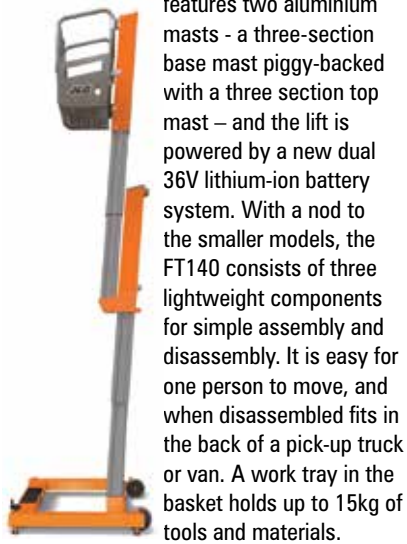 features two aluminium
masts - a three-section
base mast piggy-backed
with a three section top
mast – and the lift is
powered by a new dual
36V lithium-ion battery
system. With a nod to
the smaller models, the
FT140 consists of three
lightweight components
for simple assembly and
disassembly. It is easy for
one person to move, and
when disassembled fits in
the back of a pick-up truck
or van. A work tray in the
basket holds up to 15kg of
tools and materials.